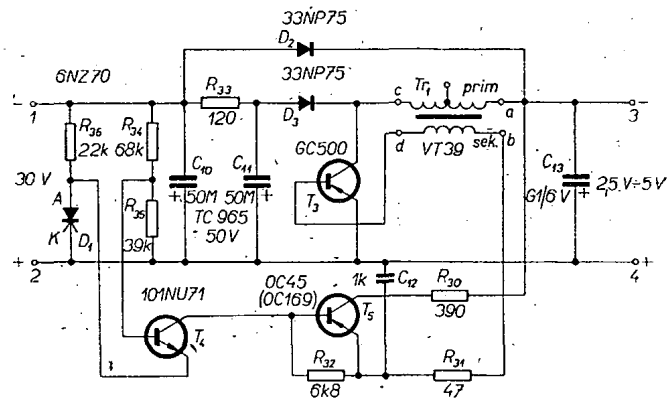 33NP75
D2
6NZ70
33NP75
R33
120
D3
c
Tr1
prim
a
– 1
3 –
R36
22k
R34
68k
GC500
d
VT39
sek.
b
C10
C11
C13
30 V
A
+ 50M
50M +
TC 965
50V
T3
G1/6 V +
2,5 V÷5V
R35
39k
K
D1
+ 2
4 +
1k
C12
101NU71
OC45
(OC169)
R30
390
T4
T5
R32
6k8
R31
47